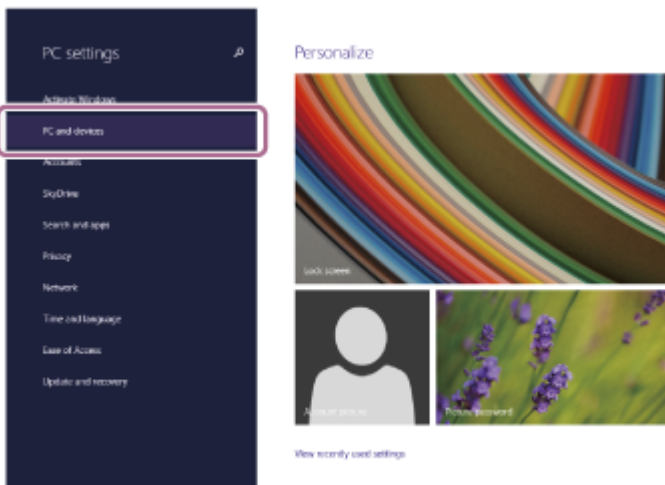 PC settings
Activate Windows
PC and devices
Accounts
SkyDrive
Search and apps
Privacy
Network
Time and language
Ease of Access
Update and recovery
Personalize
Lock screen
Account picture
Picture password
View recently used settings